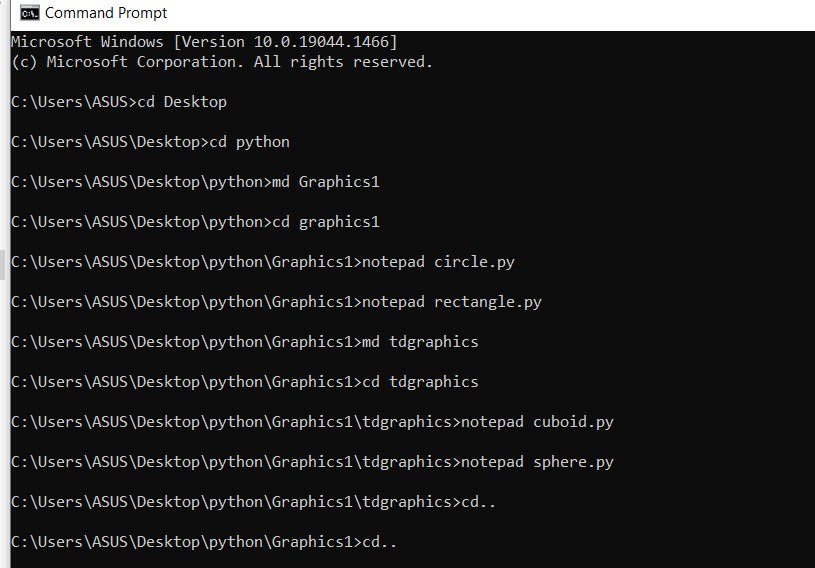 Command Prompt
Microsoft Windows [Version 10.0.19044.1466]
(c) Microsoft Corporation. All rights reserved.
C:\Users\ASUS>cd Desktop
C:\Users\ASUS\Desktop>cd python
C:\Users\ASUS\Desktop\python>md Graphics1
C:\Users\ASUS\Desktop\python>cd graphics1
C:\Users\ASUS\Desktop\python\Graphics1>notepad circle.py
C:\Users\ASUS\Desktop\python\Graphics1>notepad rectangle.py
C:\Users\ASUS\Desktop\python\Graphics1>md tdgraphics
C:\Users\ASUS\Desktop\python\Graphics1>cd tdgraphics
C:\Users\ASUS\Desktop\python\Graphics1\tdgraphics>notepad cuboid.py
C:\Users\ASUS\Desktop\python\Graphics1\tdgraphics>notepad sphere.py
C:\Users\ASUS\Desktop\python\Graphics1\tdgraphics>cd..
C:\Users\ASUS\Desktop\python\Graphics1>cd..